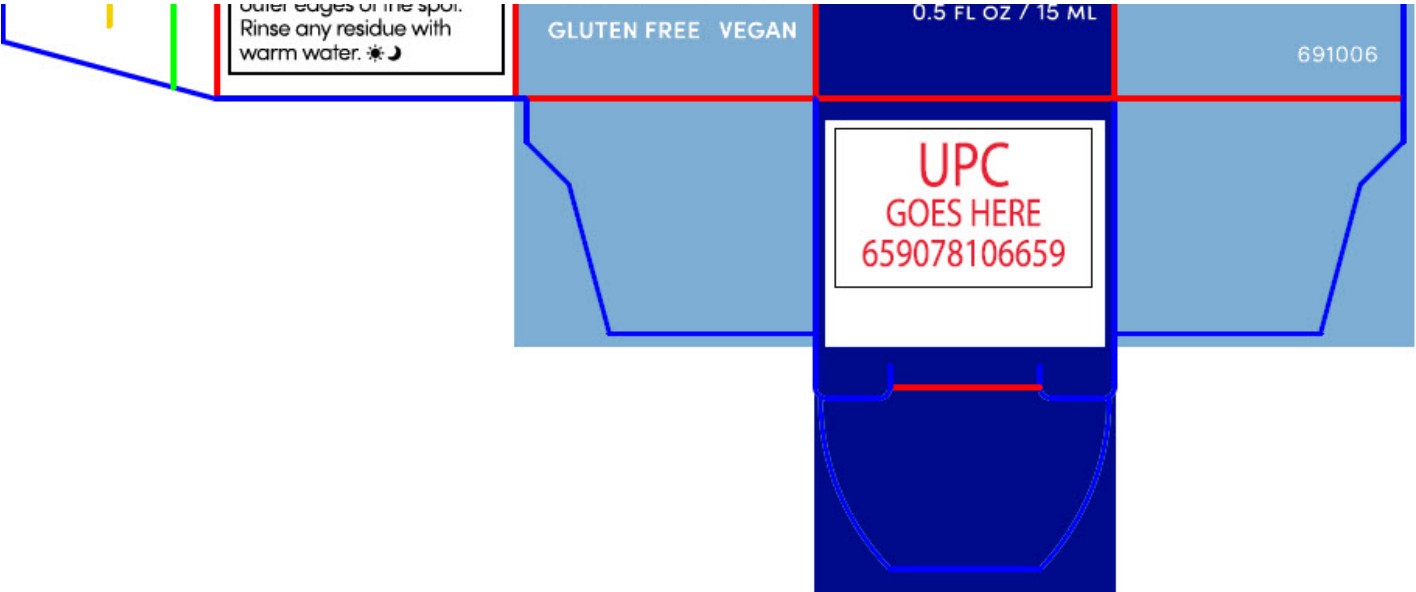 outer edges of the spot.
Rinse any residue with
warm water.
GLUTEN FREE VEGAN
0.5 FL OZ / 15 ML
691006
UPC
GOES HERE
659078106659